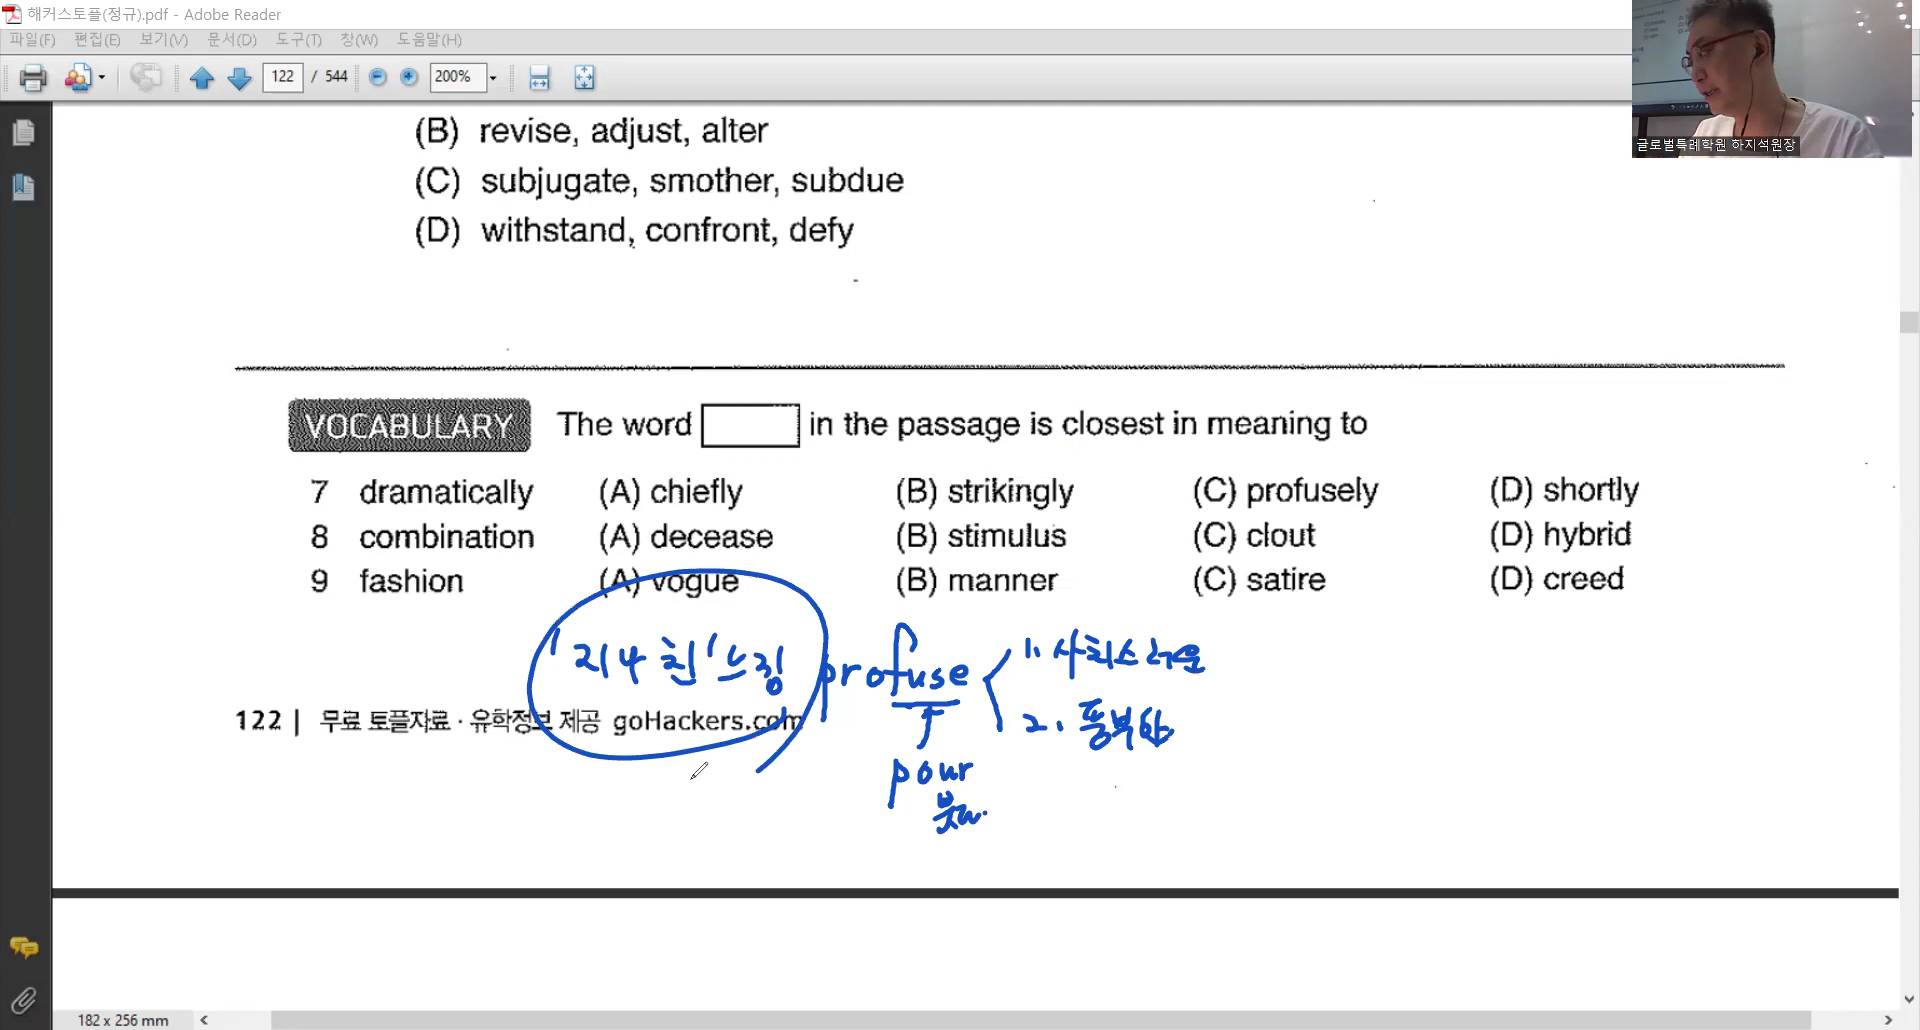 해커스토플(정규).pdf - Adobe Reader
파일(F) 편집(E) 보기(V) 문서(D) 도구(T) 창(W) 도움말(H)
122 / 544 200%
글로벌특례학원 하지석원장
(B) revise, adjust, alter
(C) subjugate, smother, subdue
(D) withstand, confront, defy
VOCABULARY The word in the passage is closest in meaning to
7 dramatically (A) chiefly (B) strikingly (C) profusely (D) shortly
8 combination (A) decease (B) stimulus (C) clout (D) hybrid
9 fashion (A) vogue (B) manner (C) satire (D) creed
'지나친' 느낌 profuse 1. 사치스러운
2. 풍부한
pour
붓다.
122 | 무료 토플자료 · 유학정보 제공 goHackers.com
182 x 256 mm